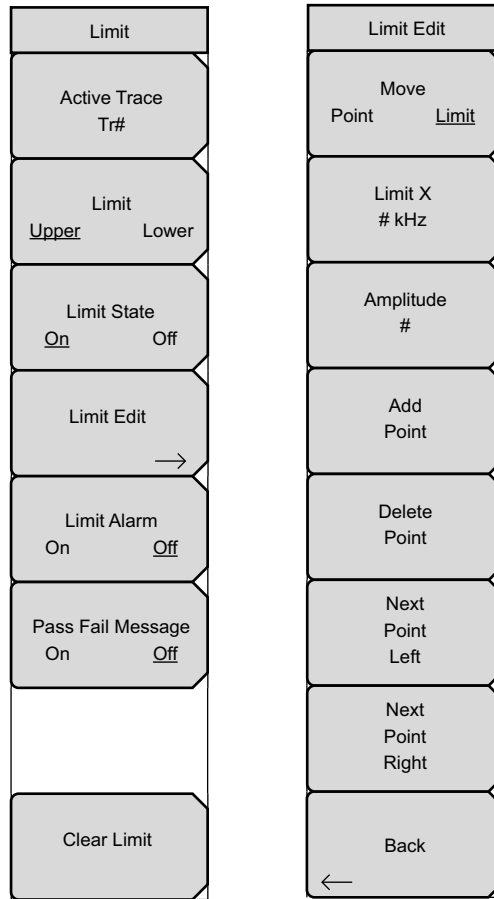 Limit
Active Trace
Tr#
Limit
Upper Lower
Limit State
On Off
Limit Edit
Limit Alarm
On Off
Pass Fail Message
On Off
Clear Limit
Limit Edit
Move
Point Limit
Limit X
# kHz
Amplitude
#
Add
Point
Delete
Point
Next
Point
Left
Next
Point
Right
Back